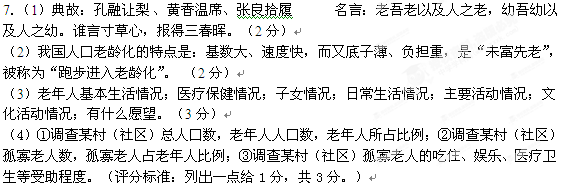 7.（1）典故：孔融让梨、黄香温席、张良拾履　　名言：老吾老以及人之老，幼吾幼以
及人之幼。谁言寸草心，报得三春晖。（2 分）
（2）我国人口老龄化的特点是：基数大、速度快，而又底子薄、负担重，是“未富先老”，
被称为“跑步进入老龄化”。（2 分）
（3）老年人基本生活情况；医疗保健情况；子女情况；日常生活情况；主要活动情况；文
化活动情况；有什么愿望。（3 分）
（4）①调查某村（社区）总人口数，老年人人口数，老年人所占比例；②调查某村（社区）
孤寡老人数，孤寡老人占老年人比例；③调查某村（社区）孤寡老人的吃住、娱乐、医疗卫
生等受助程度。（评分标准：列出一点给 1 分，共 3 分。）